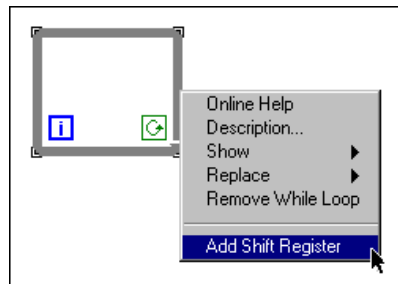 i
Online Help
Description...
Show
Replace
Remove While Loop
Add Shift Register